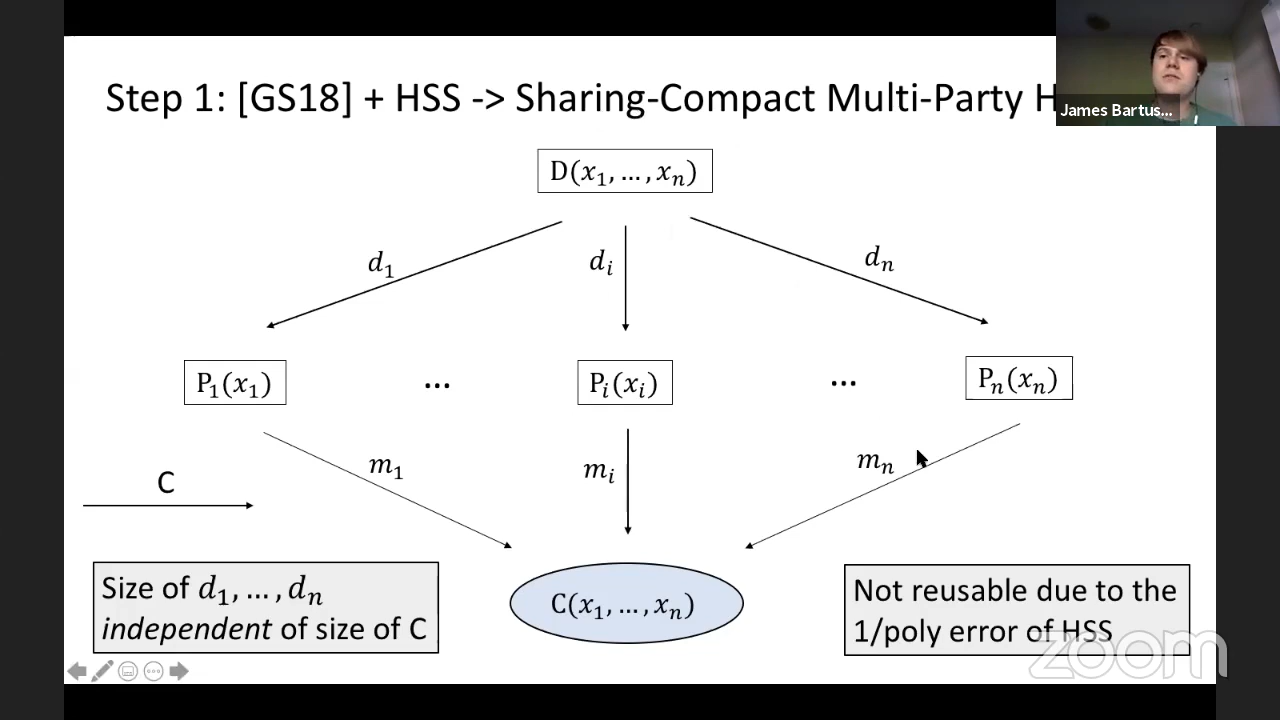 Step 1: [GS18] + HSS -> Sharing-Compact Multi-Party H
James Bartus...
D(x₁, ..., xₙ)
d₁
dᵢ
dₙ
P₁(x₁)
...
Pᵢ(xᵢ)
...
Pₙ(xₙ)
C
m₁
mᵢ
mₙ
Size of d₁, ..., dₙ
independent of size of C
C(x₁, ..., xₙ)
Not reusable due to the
1/poly error of HSS
zoom